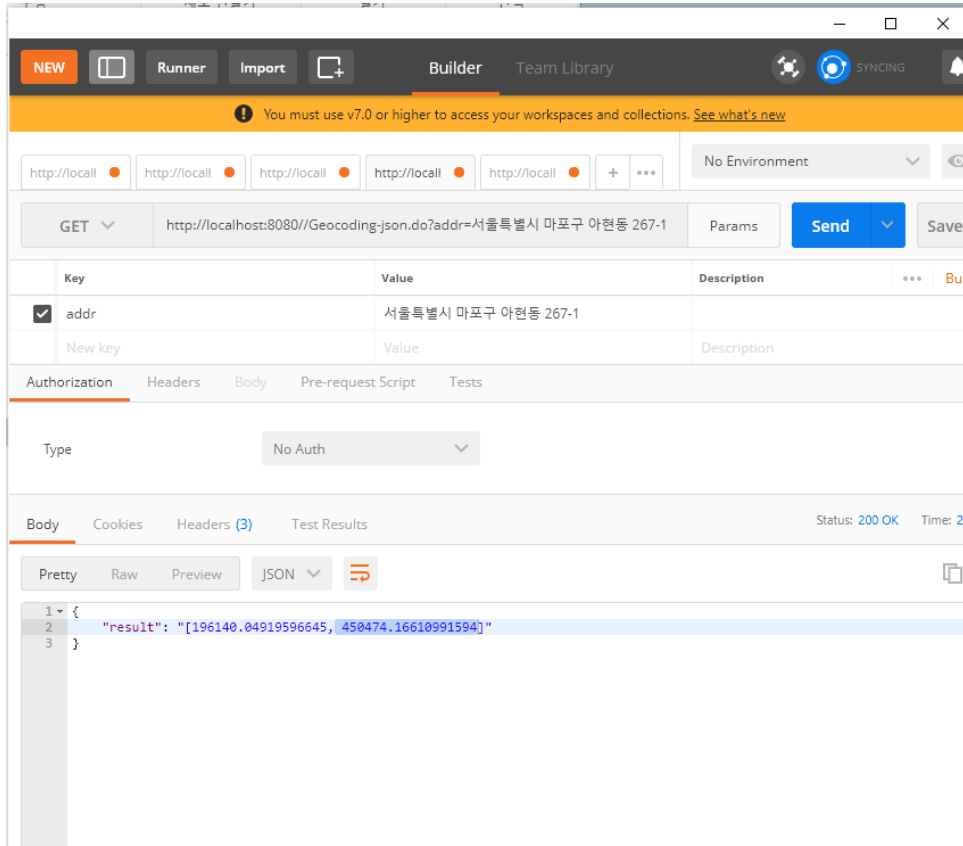 NEW Runner Import Builder Team Library SYNCING
You must use v7.0 or higher to access your workspaces and collections. See what's new
http://locall http://locall http://locall http://locall http://locall + ••• No Environment
GET http://localhost:8080//Geocoding-json.do?addr=서울특별시 마포구 아현동 267-1 Params Send Save
Key Value Description ••• Bu
addr 서울특별시 마포구 아현동 267-1
New key Value Description
Authorization Headers Body Pre-request Script Tests
Type No Auth
Body Cookies Headers (3) Test Results Status: 200 OK Time: 2
Pretty Raw Preview JSON
1 {
2 "result": "[196140.04919596645, 450474.16610991594]"
3 }